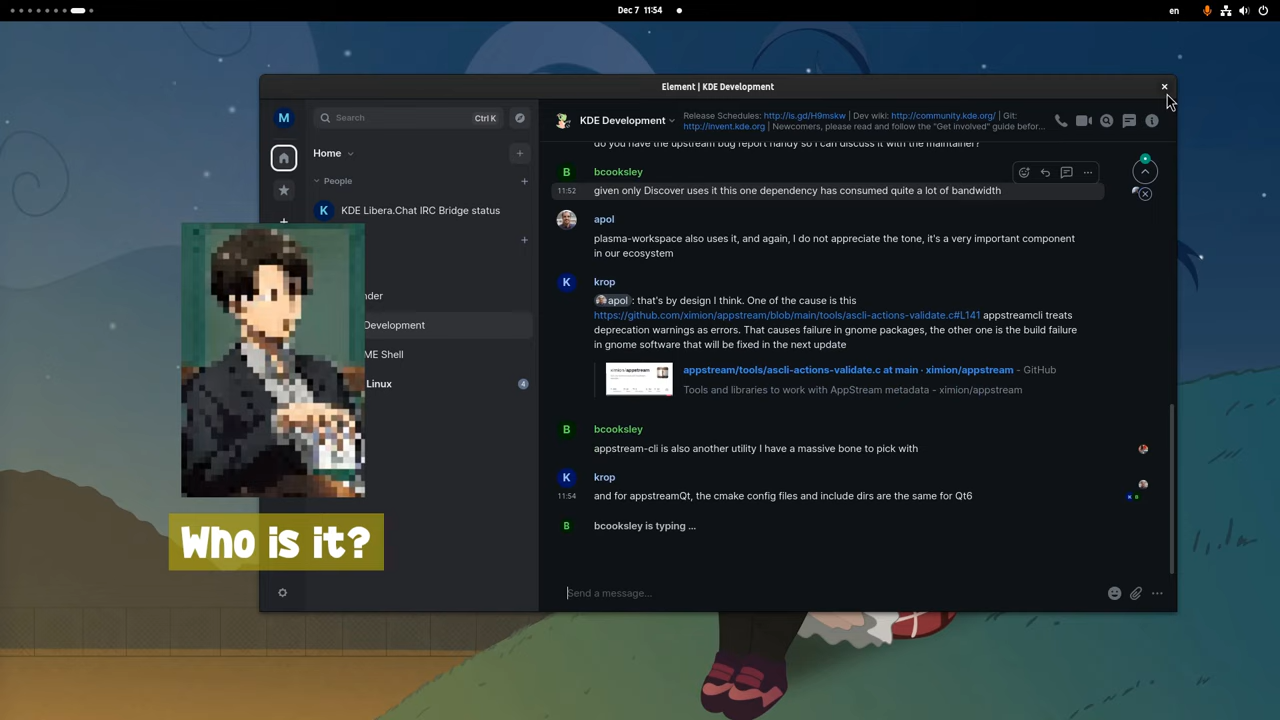 Dec 7 11:54
en
Element | KDE Development
M
Search Ctrl K
KDE Development
Release Schedules: http://is.gd/H9mskw | Dev wiki: http://community.kde.org/ | Git:
http://invent.kde.org | Newcomers, please read and follow the "Get Involved" guide befor...
Home
People
K KDE Libera.Chat IRC Bridge status
nder
Development
ME Shell
Linux 4
do you have the upstream bug report handy so I can discuss it with the maintainer?
B bcooksley
11:52 given only Discover uses it this one dependency has consumed quite a lot of bandwidth
apol
plasma-workspace also uses it, and again, I do not appreciate the tone, it's a very important component
in our ecosystem
K krop
apol : that's by design I think. One of the cause is this
https://github.com/ximion/appstream/blob/main/tools/ascli-actions-validate.c#L141 appstreamcli treats
deprecation warnings as errors. That causes failure in gnome packages, the other one is the build failure
in gnome software that will be fixed in the next update
appstream/tools/ascli-actions-validate.c at main · ximion/appstream - GitHub
Tools and libraries to work with AppStream metadata - ximion/appstream
B bcooksley
appstream-cli is also another utility I have a massive bone to pick with
K krop
11:54 and for appstreamQt, the cmake config files and include dirs are the same for Qt6
B bcooksley is typing ...
Send a message...
Who is it?